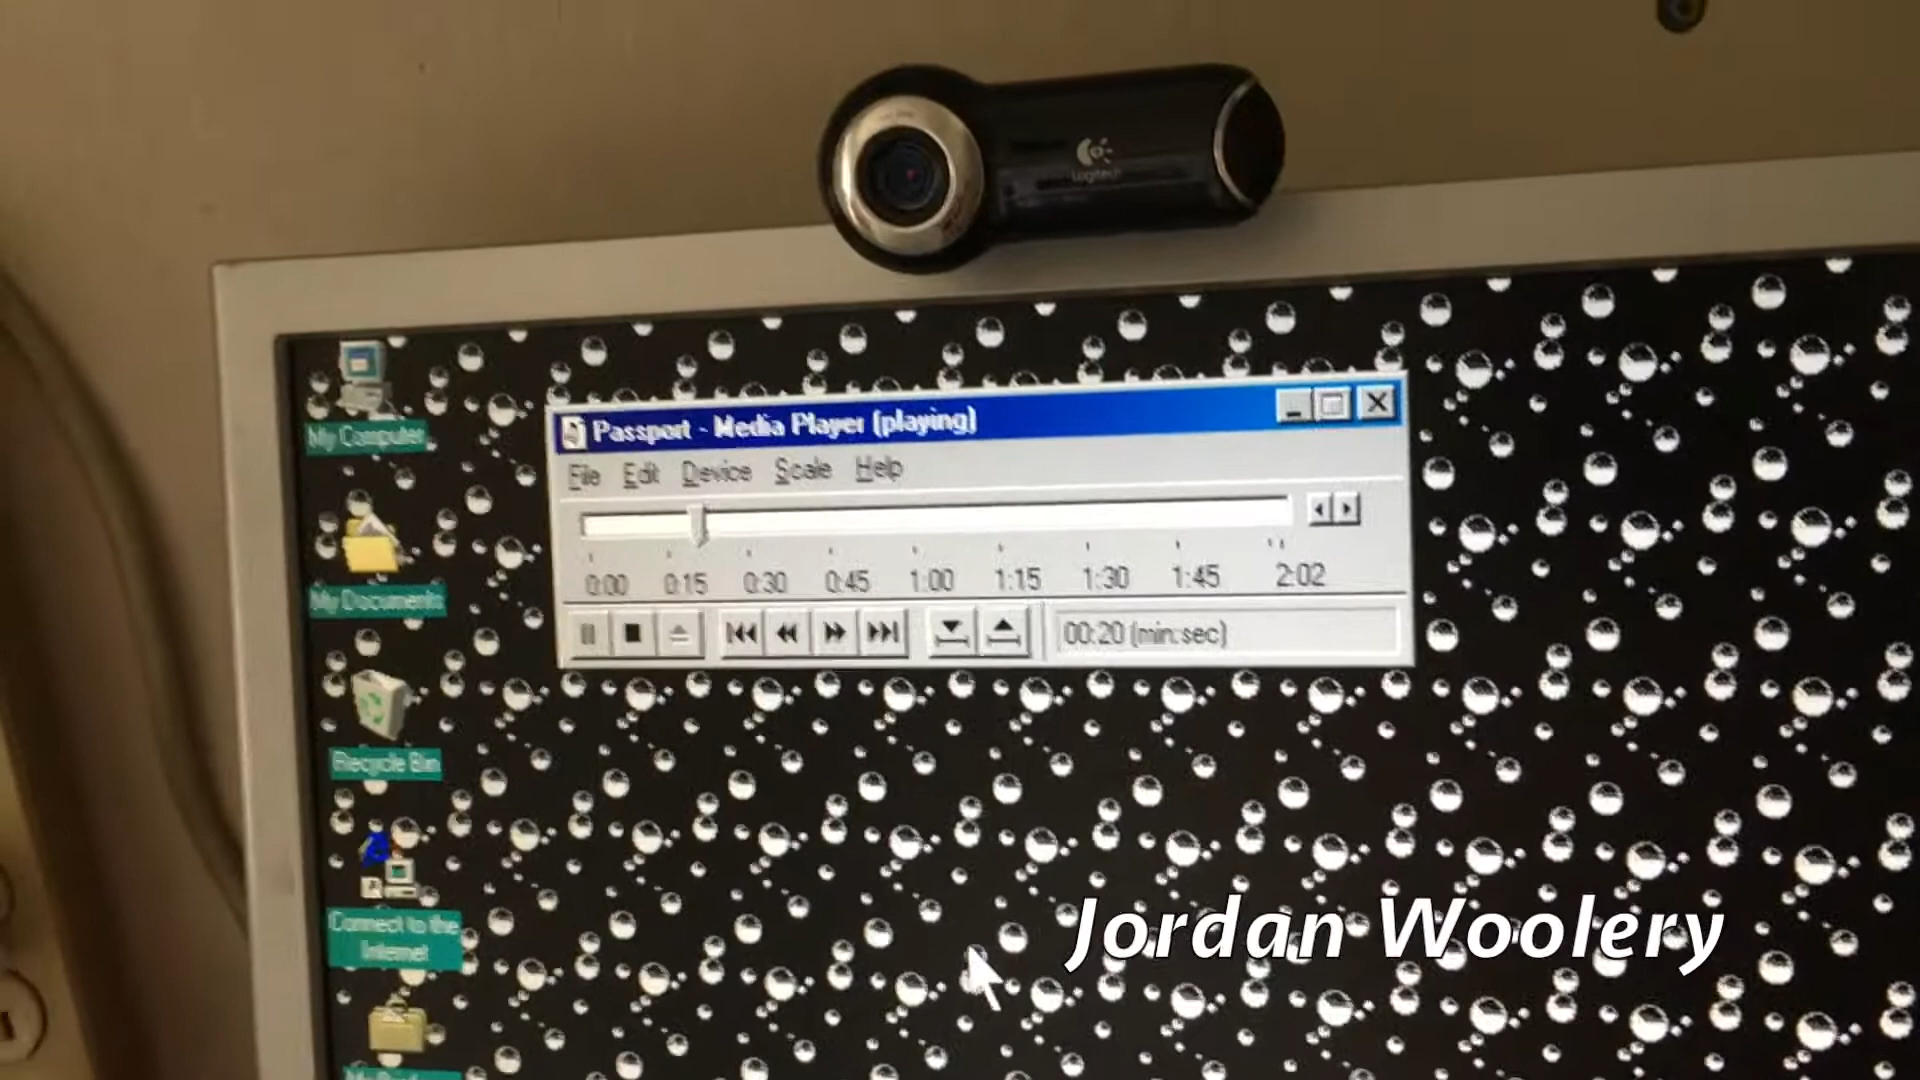 Logitech
My Computer
Passport - Media Player (playing)
File Edit Device Scale Help
0:00 0:15 0:30 0:45 1:00 1:15 1:30 1:45 2:02
00:20 (min:sec)
My Documents
Recycle Bin
Connect to the
Internet
Jordan Woolery